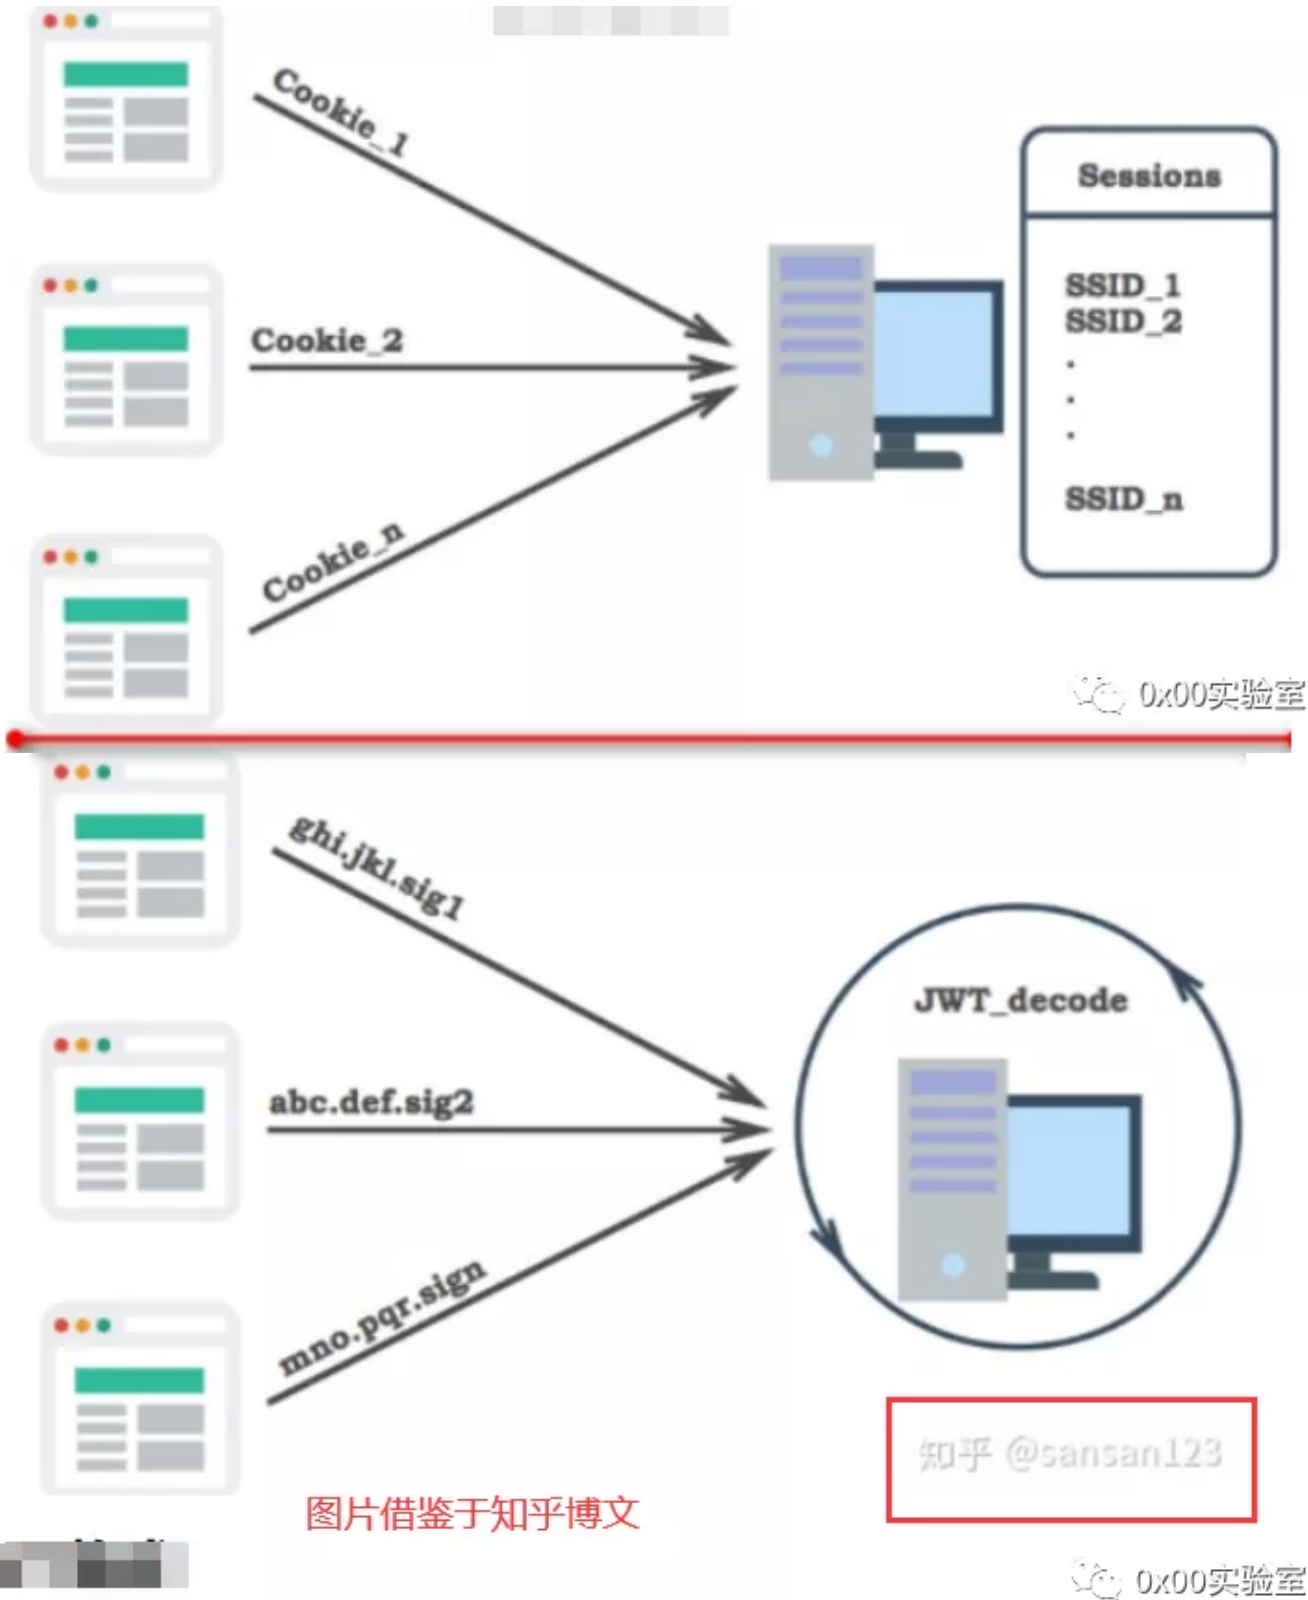 Cookie_1
Sessions
SSID_1
Cookie_2
SSID_2
.
.
.
SSID_n
Cookie_n
0x00实验室
ghi.jkl.sig1
JWT_decode
abc.def.sig2
mno.pqr.sign
知乎 @sansan123
图片借鉴于知乎博文
0x00实验室